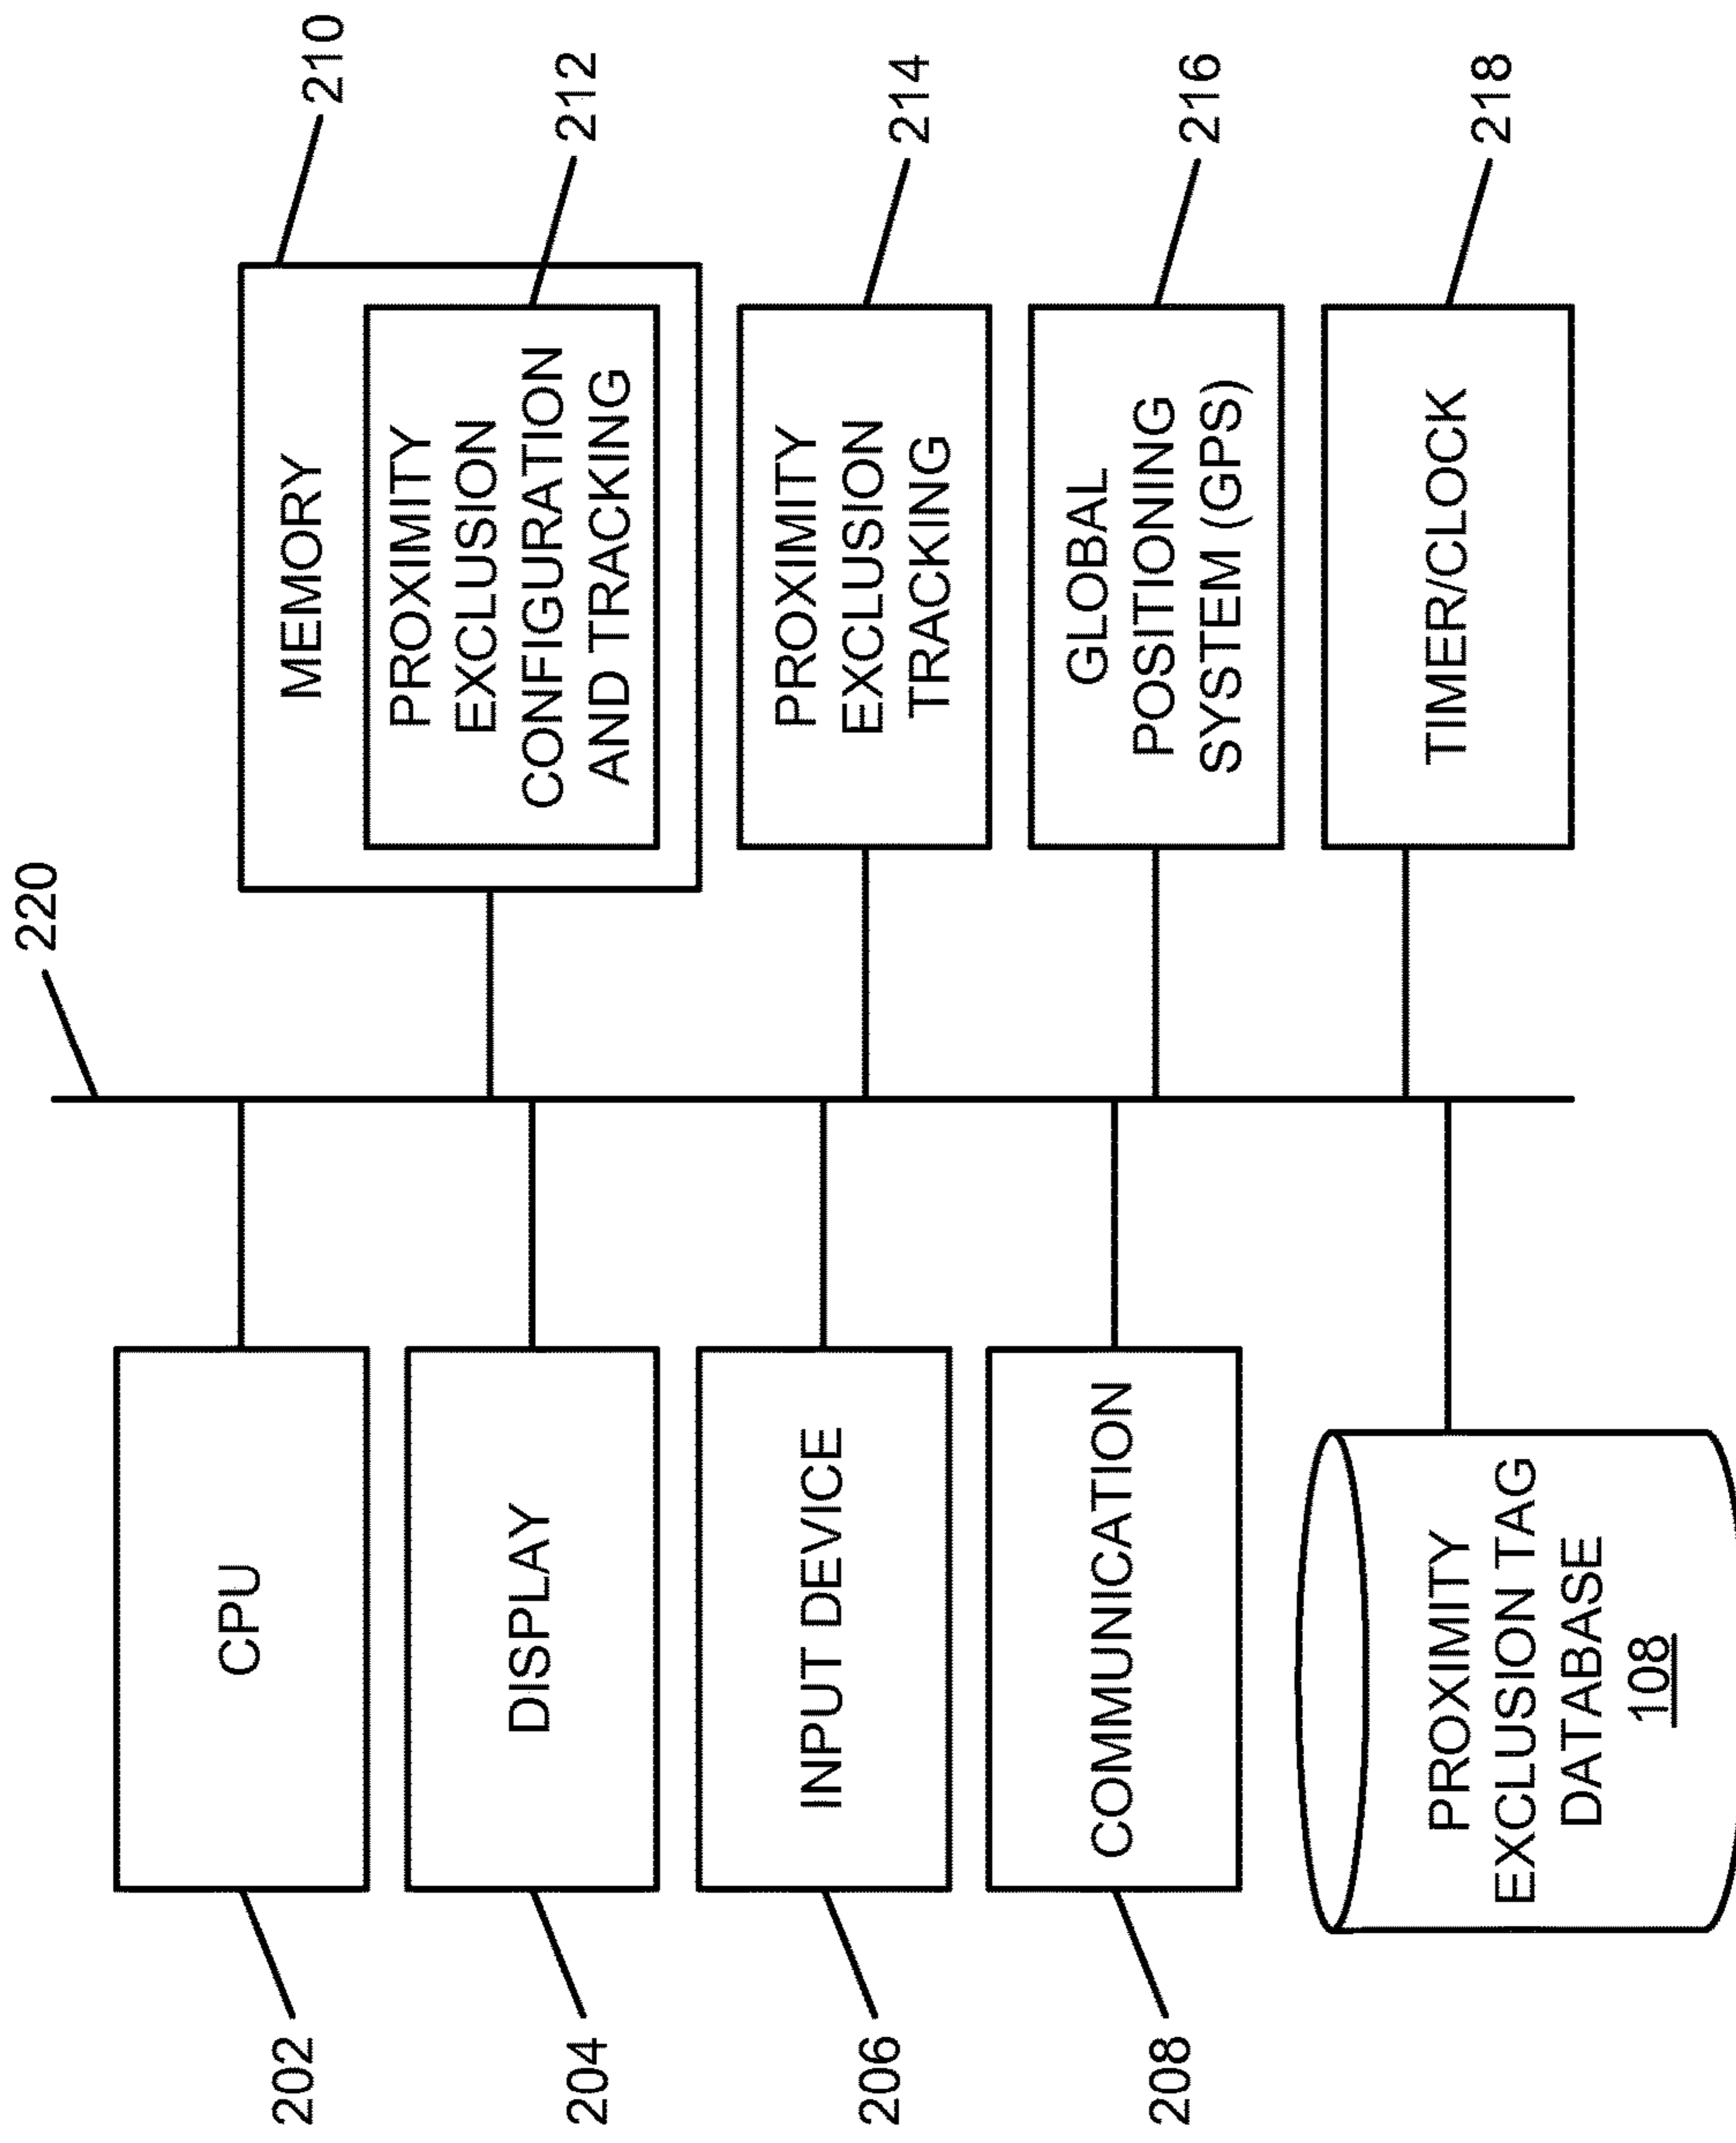 220
202
CPU
204
DISPLAY
206
INPUT DEVICE
208
COMMUNICATION
PROXIMITY
EXCLUSION TAG
DATABASE
108
MEMORY
210
PROXIMITY
EXCLUSION
CONFIGURATION
AND TRACKING
212
PROXIMITY
EXCLUSION
TRACKING
214
GLOBAL
POSITIONING
SYSTEM (GPS)
216
TIMER/CLOCK
218